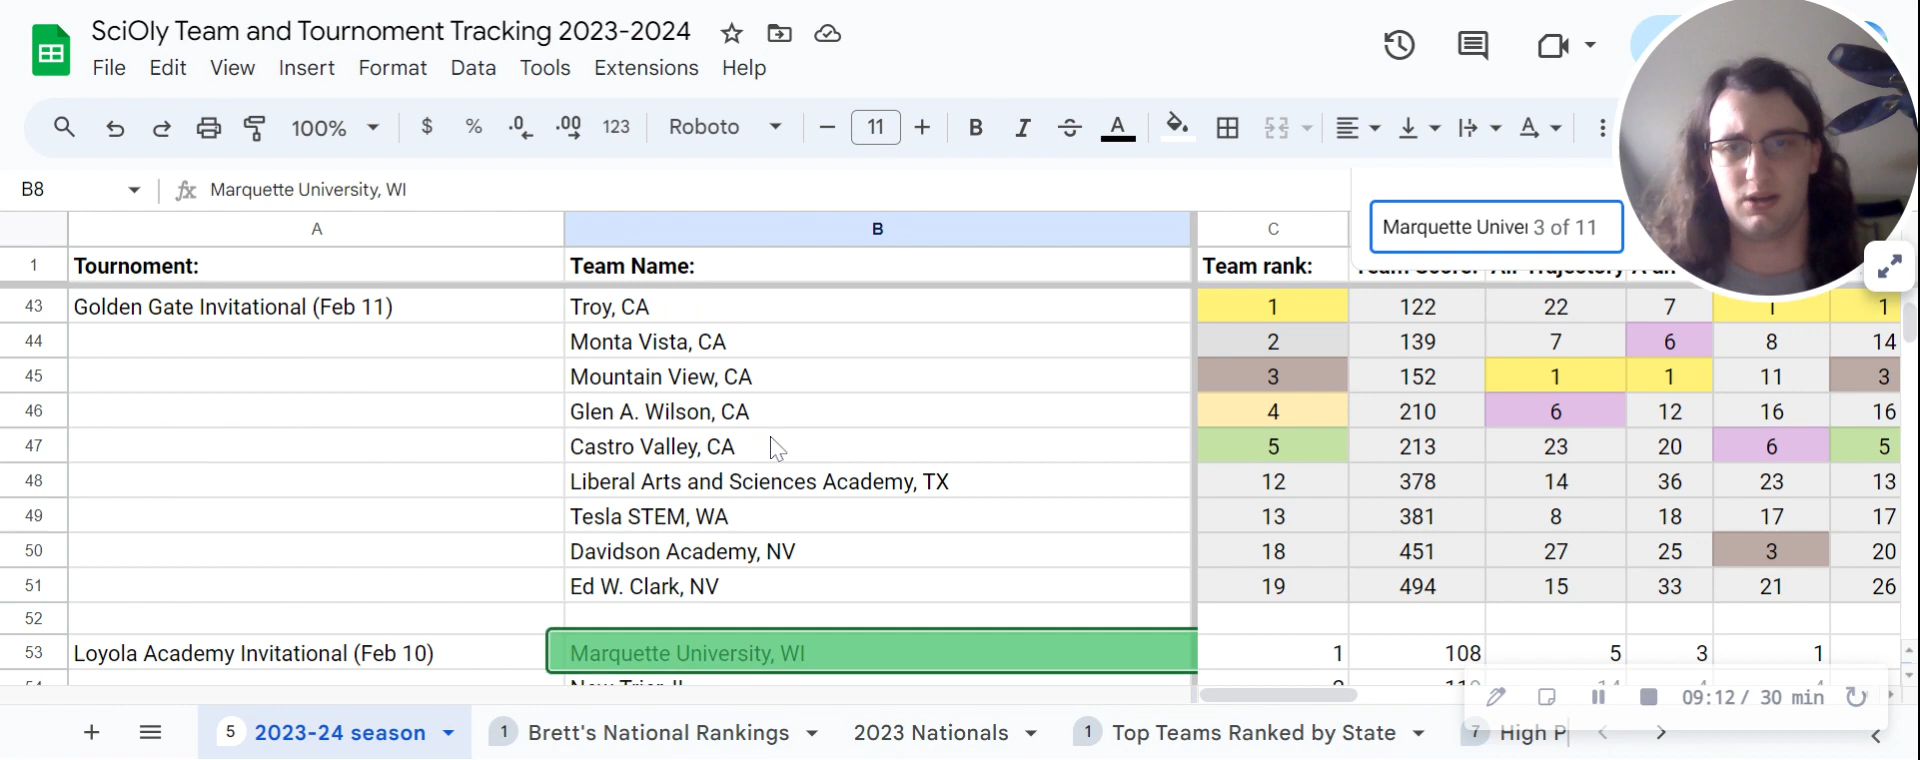 SciOly Team and Tournoment Tracking 2023-2024
File Edit View Insert Format Data Tools Extensions Help
100% $ % .0 .00 123 Roboto − 11 + B I A A
B8 fx Marquette University, WI
Marquette Univer 3 of 11
A B C
1 Tournoment: Team Name: Team rank:
43 Golden Gate Invitational (Feb 11) Troy, CA 1 122 22 7 1 1
44 Monta Vista, CA 2 139 7 6 8 14
45 Mountain View, CA 3 152 1 1 11 3
46 Glen A. Wilson, CA 4 210 6 12 16 16
47 Castro Valley, CA 5 213 23 20 6 5
48 Liberal Arts and Sciences Academy, TX 12 378 14 36 23 13
49 Tesla STEM, WA 13 381 8 18 17 17
50 Davidson Academy, NV 18 451 27 25 3 20
51 Ed W. Clark, NV 19 494 15 33 21 26
52
53 Loyola Academy Invitational (Feb 10) Marquette University, WI 1 108 5 3 1
09:12 / 30 min
5 2023-24 season 1 Brett's National Rankings 2023 Nationals 1 Top Teams Ranked by State 7 High P